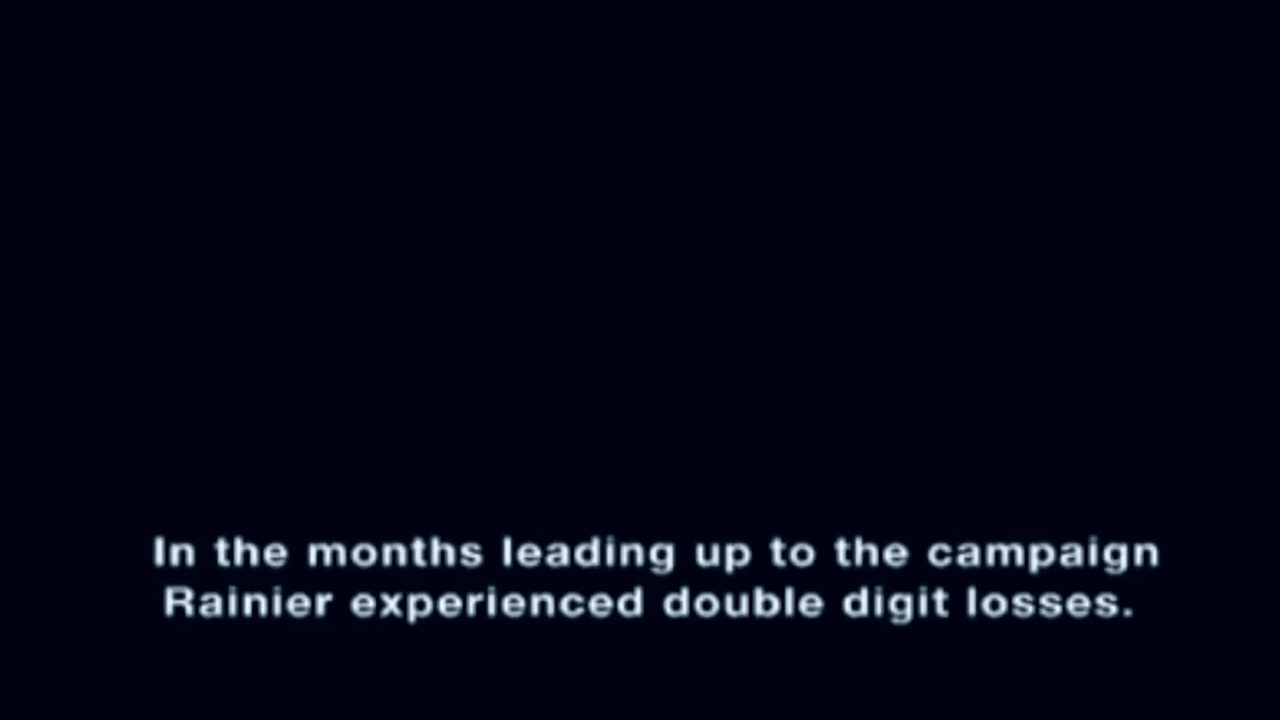 In the months leading up to the campaign
Rainier experienced double digit losses.